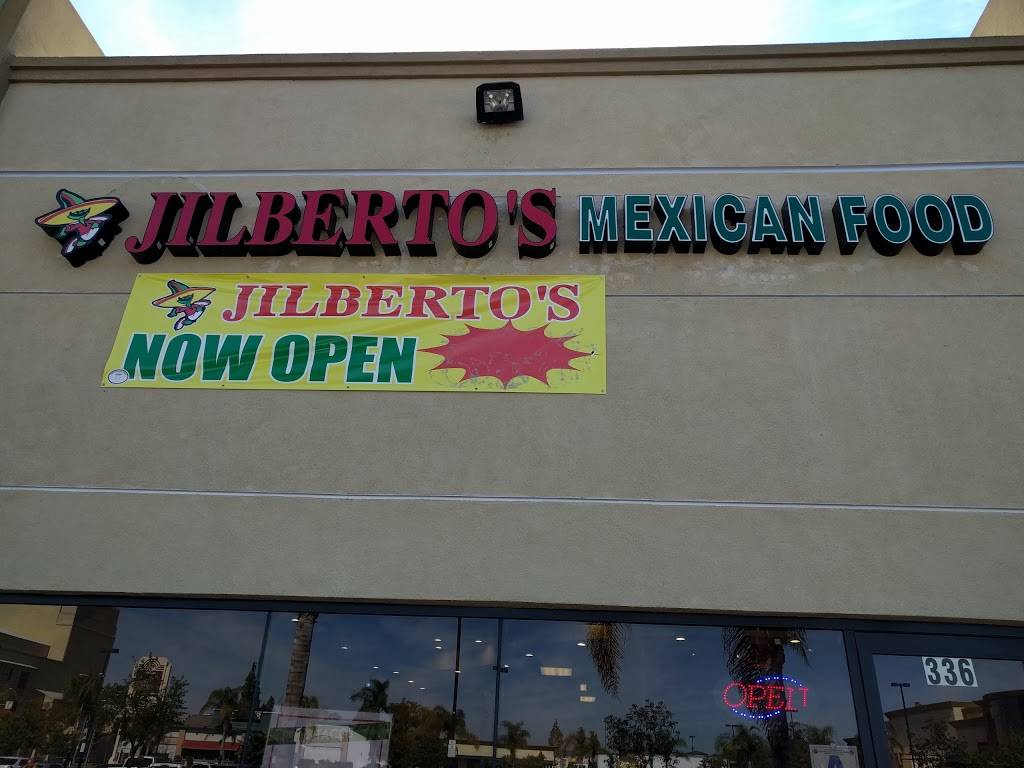 JILBERTO'S MEXICAN FOOD
JILBERTO'S
NOW OPEN
336
OPEN
A